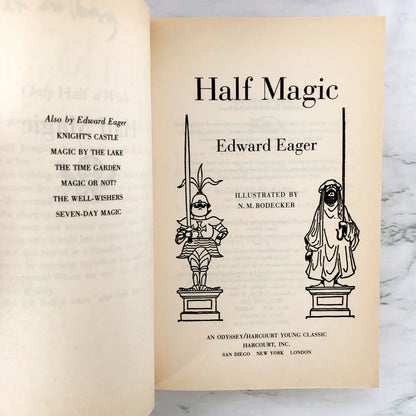 Also by Edward Eager
KNIGHT'S CASTLE
MAGIC BY THE LAKE
THE TIME GARDEN
MAGIC OR NOT?
THE WELL-WISHERS
SEVEN-DAY MAGIC
Half Magic
Edward Eager
ILLUSTRATED BY
N. M. BODECKER
AN ODYSSEY/HARCOURT YOUNG CLASSIC
HARCOURT, INC.
SAN DIEGO NEW YORK LONDON